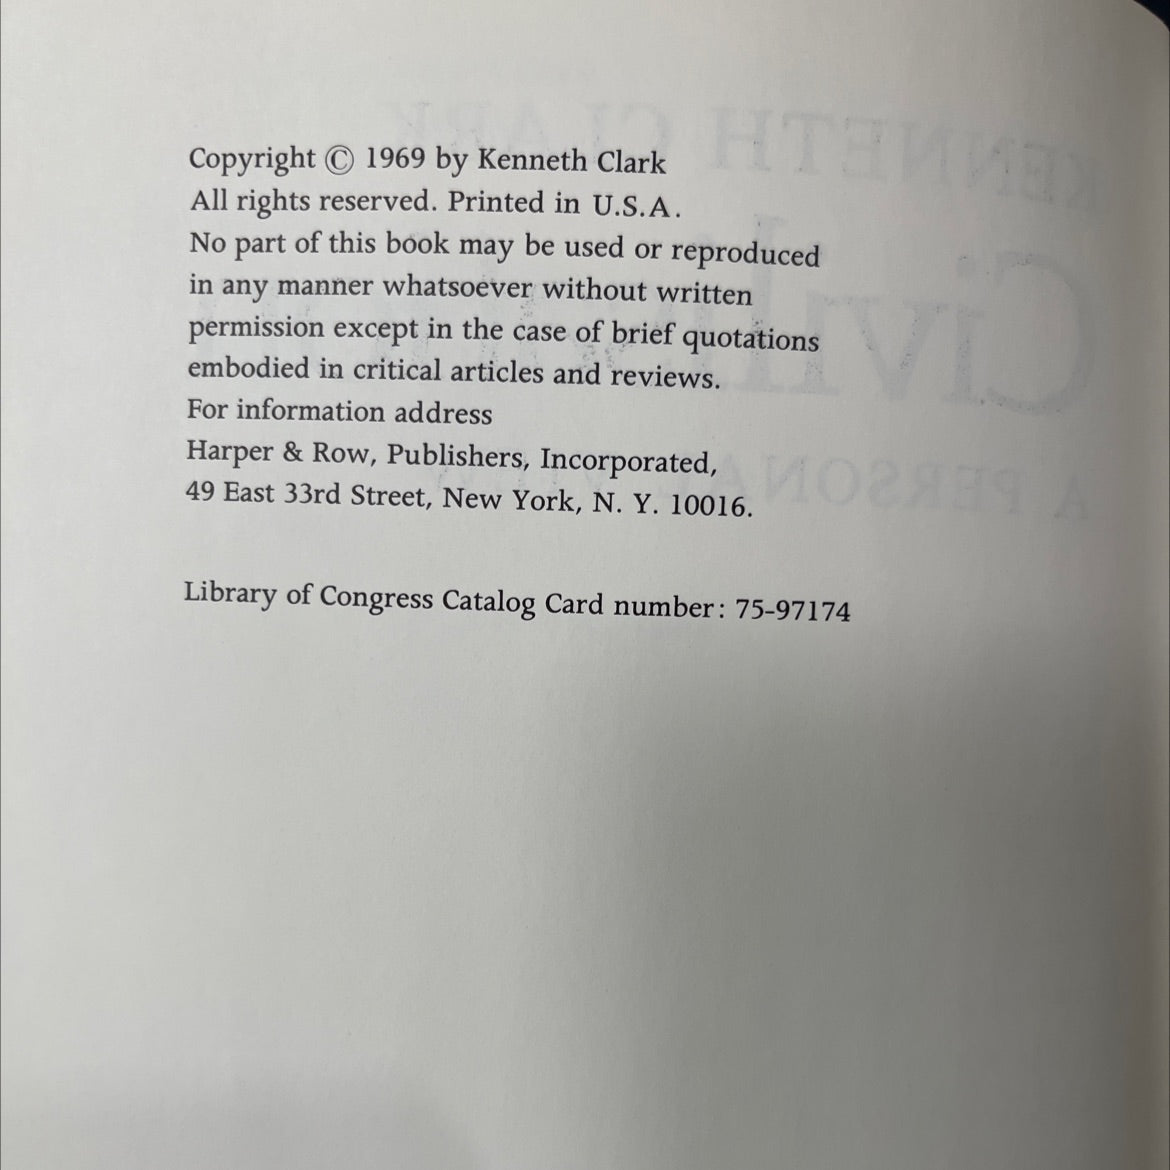 Copyright © 1969 by Kenneth Clark
All rights reserved. Printed in U.S.A.
No part of this book may be used or reproduced
in any manner whatsoever without written
permission except in the case of brief quotations
embodied in critical articles and reviews.
For information address
Harper & Row, Publishers, Incorporated,
49 East 33rd Street, New York, N. Y. 10016.
Library of Congress Catalog Card number: 75-97174
KENNETH CLARK
A PERSONAL